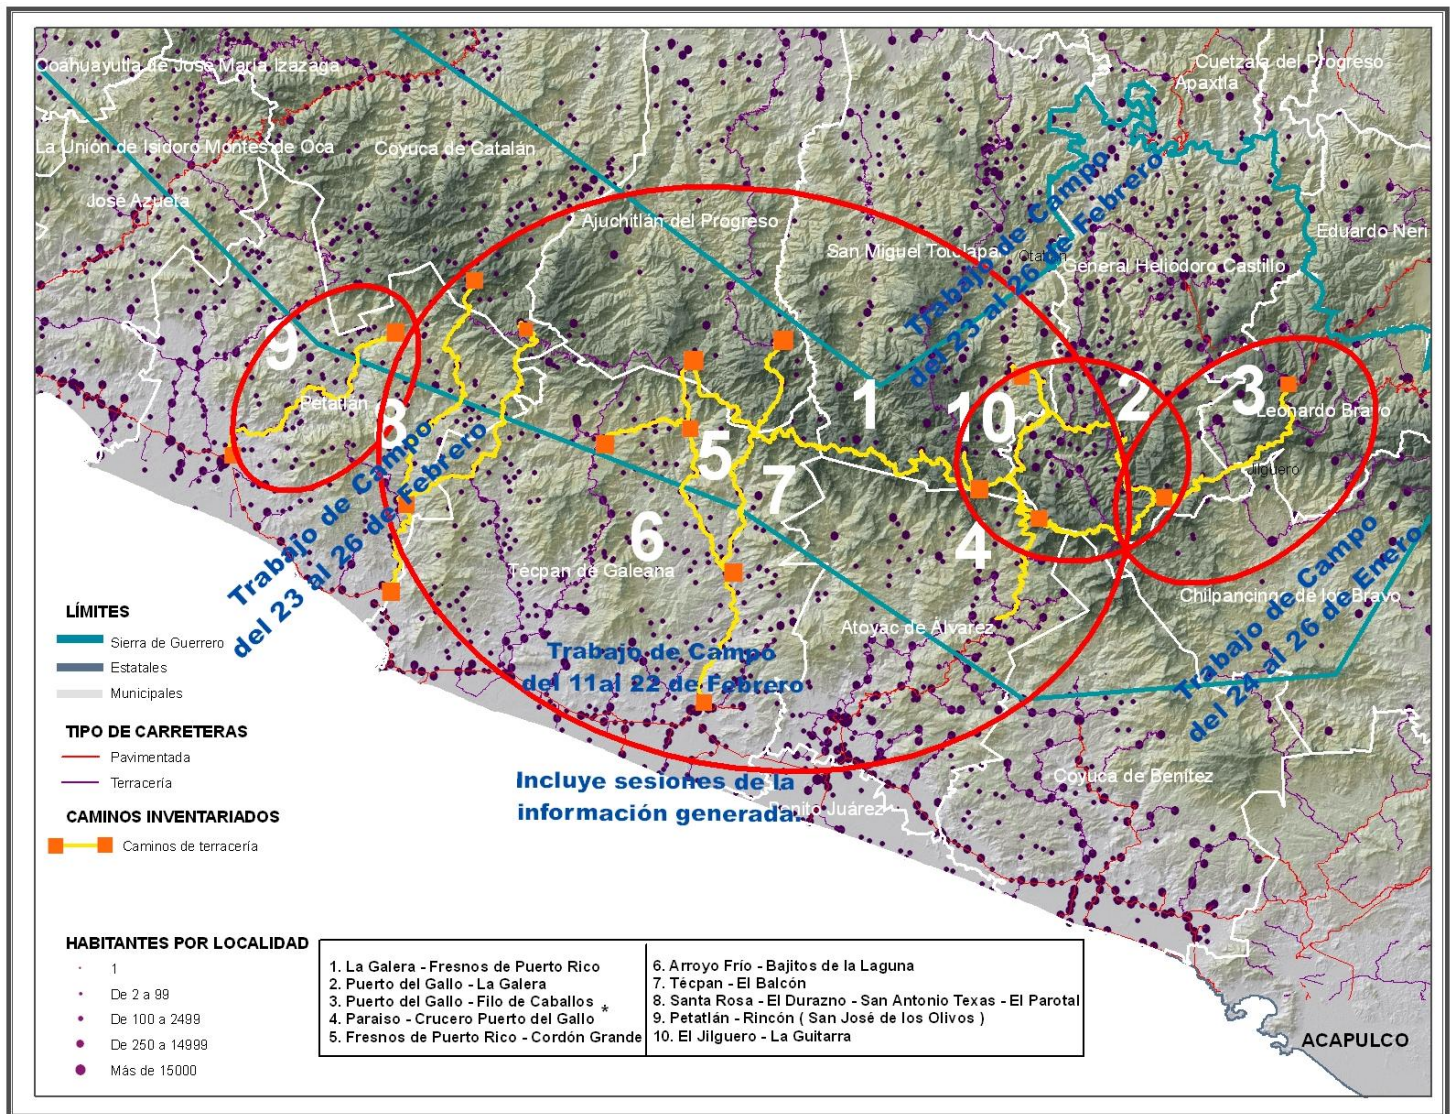 Coahuayutla de José María Izazaga
Cuetzala del Progreso
Apaxtla
La Unión de Isidoro Montes de Oca
Coyuca de Catalán
José Azueta
Ajuchitlán del Progreso
San Miguel Totolapa
Eduardo Neri
General Heliodoro Castillo
Trabajo de Campo
del 23 al 26 de Febrero
9
Petatlán
8
1
10
2
3
Leonardo Bravo
Jilguero
5
7
6
4
Trabajo de Campo
del 23 al 26 de Febrero
Técpan de Galeana
Atoyac de Álvarez
Chilpancingo de los Bravo
Trabajo de Campo
del 24 al 26 de Enero
Trabajo de Campo
del 11al 22 de Febrero
Incluye sesiones de la
información generada.
Benito Juárez
Coyuca de Benítez
LÍMITES
Sierra de Guerrero
Estatales
Municipales
TIPO DE CARRETERAS
Pavimentada
Terracería
CAMINOS INVENTARIADOS
Caminos de terracería
HABITANTES POR LOCALIDAD
1
De 2 a 99
De 100 a 2499
De 250 a 14999
Más de 15000
1. La Galera - Fresnos de Puerto Rico
2. Puerto del Gallo - La Galera
3. Puerto del Gallo - Filo de Caballos
4. Paraiso - Crucero Puerto del Gallo *
5. Fresnos de Puerto Rico - Cordón Grande
6. Arroyo Frío - Bajitos de la Laguna
7. Técpan - El Balcón
8. Santa Rosa - El Durazno - San Antonio Texas - El Parotal
9. Petatlán - Rincón ( San José de los Olivos )
10. El Jilguero - La Guitarra
ACAPULCO